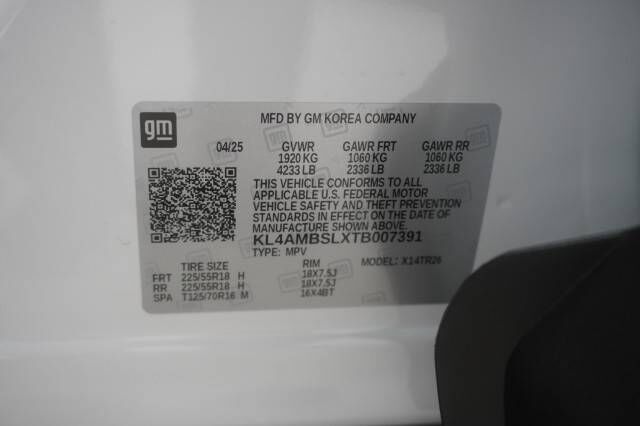 gm
MFD BY GM KOREA COMPANY
04/25 GVWR GAWR FRT GAWR RR
1920 KG 1060 KG 1060 KG
4233 LB 2336 LB 2336 LB
THIS VEHICLE CONFORMS TO ALL
APPLICABLE U.S. FEDERAL MOTOR
VEHICLE SAFETY AND THEFT PREVENTION
STANDARDS IN EFFECT ON THE DATE OF
MANUFACTURE SHOWN ABOVE.
KL4AMBSLXTB007391
TYPE: MPV MODEL: X14TR26
TIRE SIZE RIM
FRT 225/55R18 H 18X7.5J
RR 225/55R18 H 18X7.5J
SPA T125/70R16 M 16X4BT